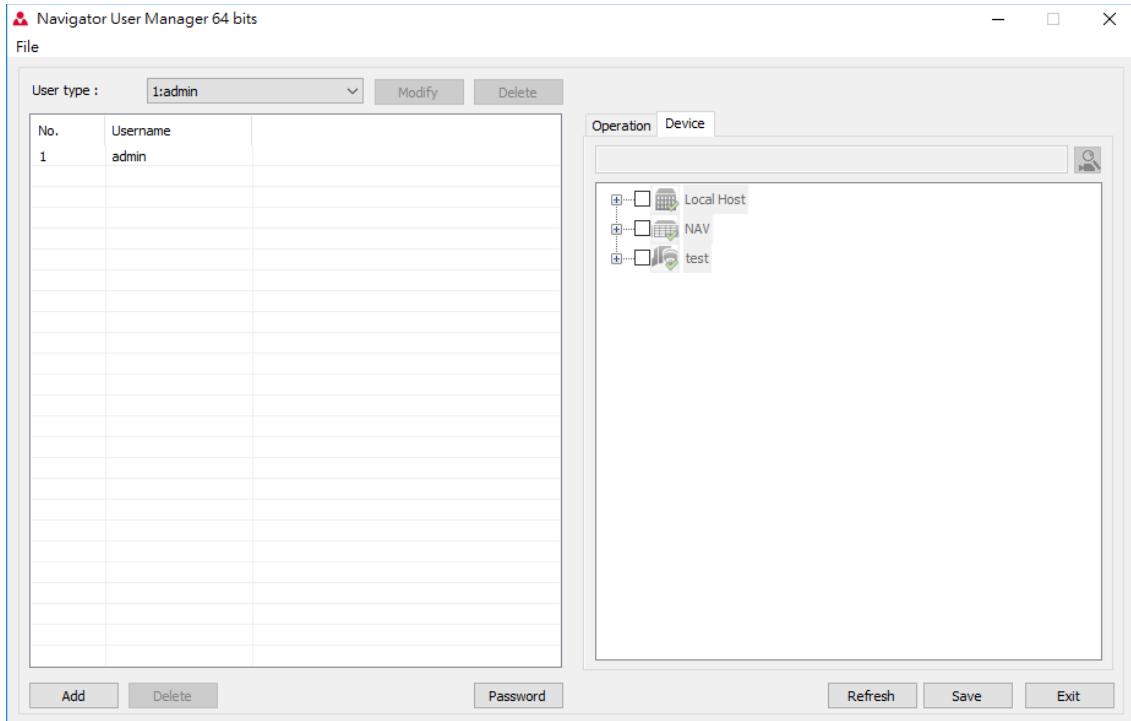 Navigator User Manager 64 bits
File
User type : 1:admin Modify Delete
No. Username
1 admin
Operation Device
Local Host
NAV
test
Add Delete Password Refresh Save Exit